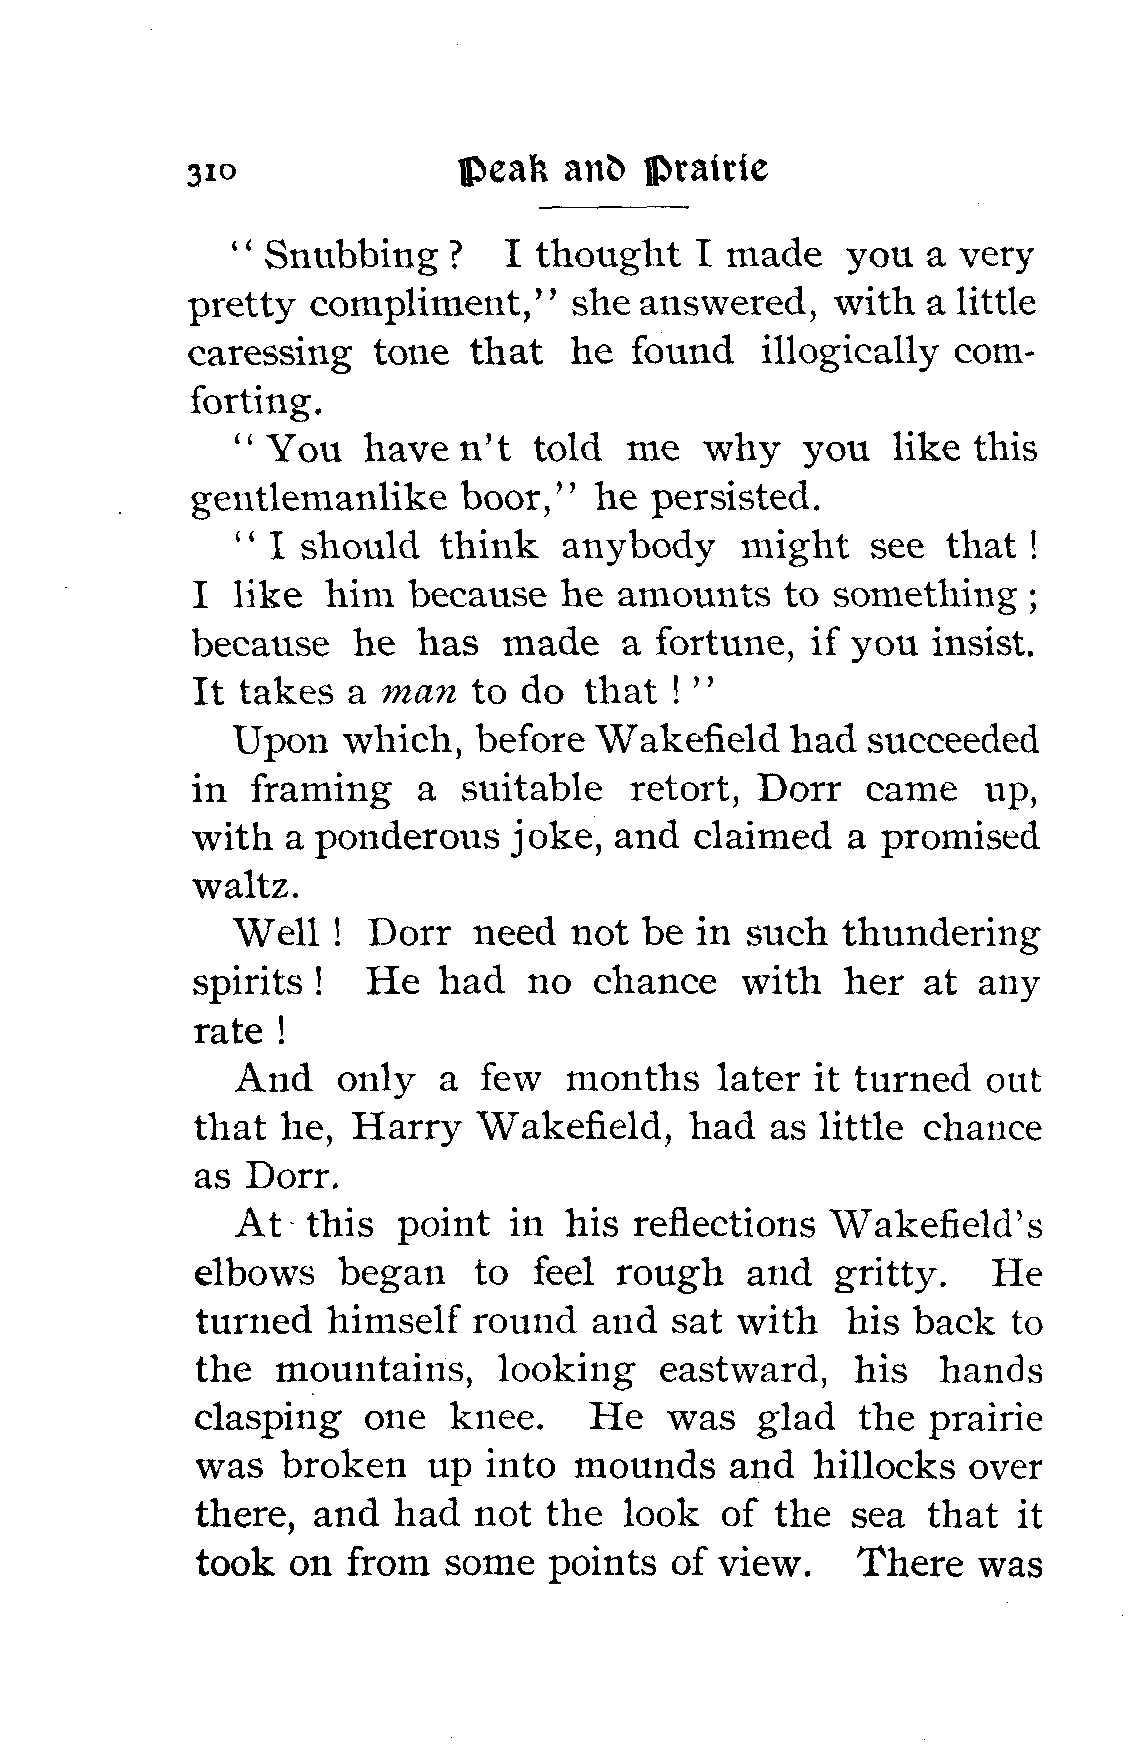 310 Peak and Prairie
"Snubbing? I thought I made you a very
pretty compliment," she answered, with a little
caressing tone that he found illogically com-
forting.
"You have n't told me why you like this
gentlemanlike boor," he persisted.
"I should think anybody might see that!
I like him because he amounts to something;
because he has made a fortune, if you insist.
It takes a man to do that!"
Upon which, before Wakefield had succeeded
in framing a suitable retort, Dorr came up,
with a ponderous joke, and claimed a promised
waltz.
Well! Dorr need not be in such thundering
spirits! He had no chance with her at any
rate!
And only a few months later it turned out
that he, Harry Wakefield, had as little chance
as Dorr.
At this point in his reflections Wakefield's
elbows began to feel rough and gritty. He
turned himself round and sat with his back to
the mountains, looking eastward, his hands
clasping one knee. He was glad the prairie
was broken up into mounds and hillocks over
there, and had not the look of the sea that it
took on from some points of view. There was